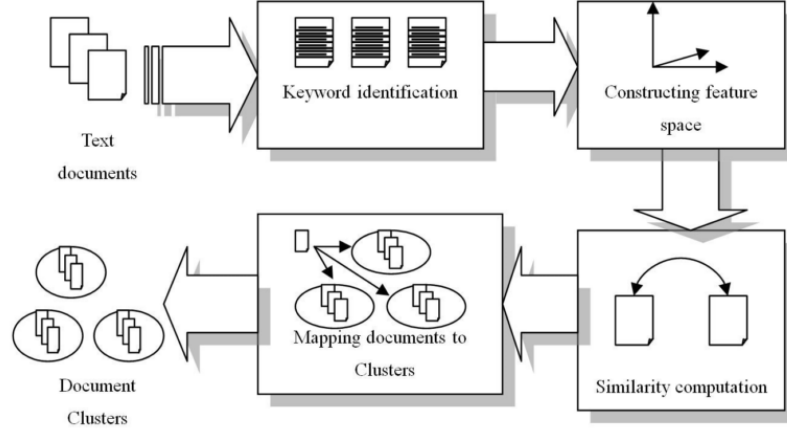 Text
documents
Keyword identification
Constructing feature
space
Similarity computation
Mapping documents to
Clusters
Document
Clusters